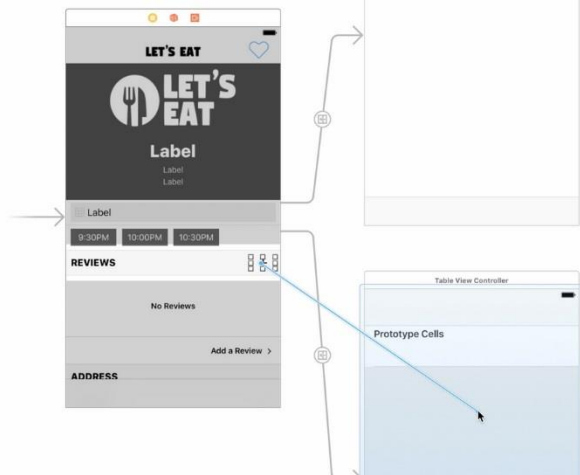 LET'S EAT
LET'S
EAT
Label
Label
Label
Label
9:30PM 10:00PM 10:30PM
REVIEWS
No Reviews
Add a Review >
ADDRESS
Table View Controller
Prototype Cells